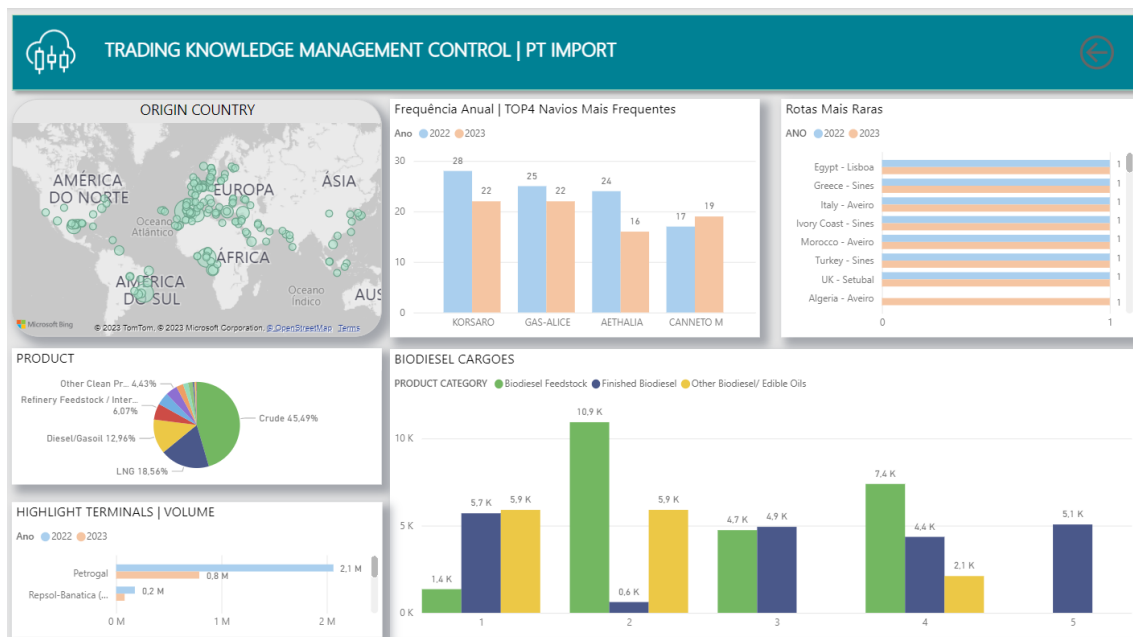 TRADING KNOWLEDGE MANAGEMENT CONTROL | PT IMPORT
ORIGIN COUNTRY
AMÉRICA
DO NORTE
EUROPA
ÁSIA
Oceano
Atlântico
ÁFRICA
AMÉRICA
DO SUL
Oceano
Índico
AUS
Microsoft Bing
© 2023 TomTom, © 2023 Microsoft Corporation, © OpenStreetMap Terms
Frequência Anual | TOP4 Navios Mais Frequentes
Ano 2022 2023
30
20
10
0
28
22
25
22
24
16
17
19
KORSARO
GAS-ALICE
AETHALIA
CANNETO M
Rotas Mais Raras
ANO 2022 2023
Egypt - Lisboa 1
Greece - Sines 1
Italy - Aveiro 1
Ivory Coast - Sines 1
Morocco - Aveiro 1
Turkey - Sines 1
UK - Setubal 1
Algeria - Aveiro 1
0 1
PRODUCT
Other Clean Pr... 4,43%
Refinery Feedstock / Inter...
6,07%
Diesel/Gasoil 12,96%
LNG 18,56%
Crude 45,49%
HIGHLIGHT TERMINALS | VOLUME
Ano 2022 2023
Petrogal 2,1 M
0,8 M
Repsol-Banatica (... 0,2 M
0 M 1 M 2 M
BIODIESEL CARGOES
PRODUCT CATEGORY Biodiesel Feedstock Finished Biodiesel Other Biodiesel/ Edible Oils
10 K
5 K
0 K
1,4 K
5,7 K
5,9 K
10,9 K
0,6 K
5,9 K
4,7 K
4,9 K
7,4 K
4,4 K
2,1 K
5,1 K
1 2 3 4 5